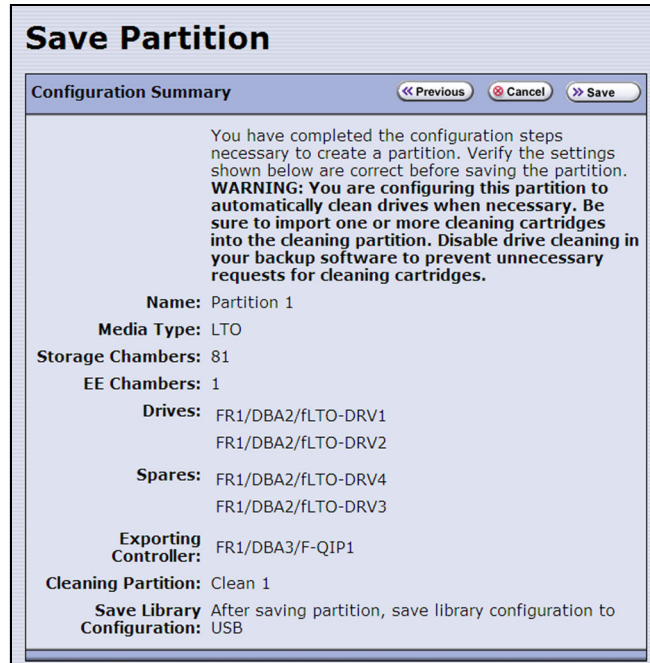 Save Partition
Configuration Summary
Previous
Cancel
Save
You have completed the configuration steps
necessary to create a partition. Verify the settings
shown below are correct before saving the partition.
WARNING: You are configuring this partition to
automatically clean drives when necessary. Be
sure to import one or more cleaning cartridges
into the cleaning partition. Disable drive cleaning in
your backup software to prevent unnecessary
requests for cleaning cartridges.
Name: Partition 1
Media Type: LTO
Storage Chambers: 81
EE Chambers: 1
Drives: FR1/DBA2/fLTO-DRV1
FR1/DBA2/fLTO-DRV2
Spares: FR1/DBA2/fLTO-DRV4
FR1/DBA2/fLTO-DRV3
Exporting
Controller: FR1/DBA3/F-QIP1
Cleaning Partition: Clean 1
Save Library After saving partition, save library configuration to
Configuration: USB